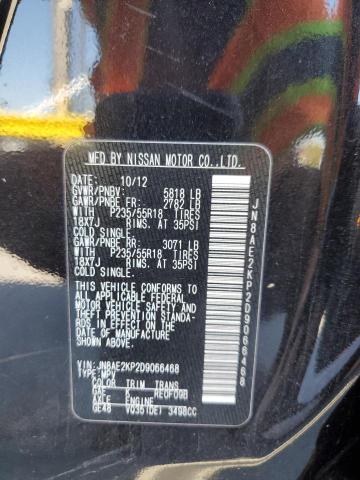 MFD BY NISSAN MOTOR CO.,LTD.
DATE: 10/12
GVWR/PNBV: 5818 LB
GAWR/PNBE FR: 2782 LB
WITH P235/55R18 TIRES
18X7J RIMS. AT 35PSI
COLD SINGLE.
GAWR/PNBE RR: 3071 LB
WITH P235/55R18 TIRES
18X7J RIMS. AT 35PSI
COLD SINGLE.
THIS VEHICLE CONFORMS TO
ALL APPLICABLE FEDERAL
MOTOR VEHICLE SAFETY AND
THEFT PREVENTION STANDA-
RDS IN EFFECT ON THE DATE
OF MANUFACTURE
SHOWN ABOVE.
VIN: JN8AE2KP2D9066468
TYPE: MPV
COLOR TRIM TRANS
GAE REOF09B
AXLE ENGINE
GE48 VQ35(DE) 3498CC
JN8AE2KP2D9066468